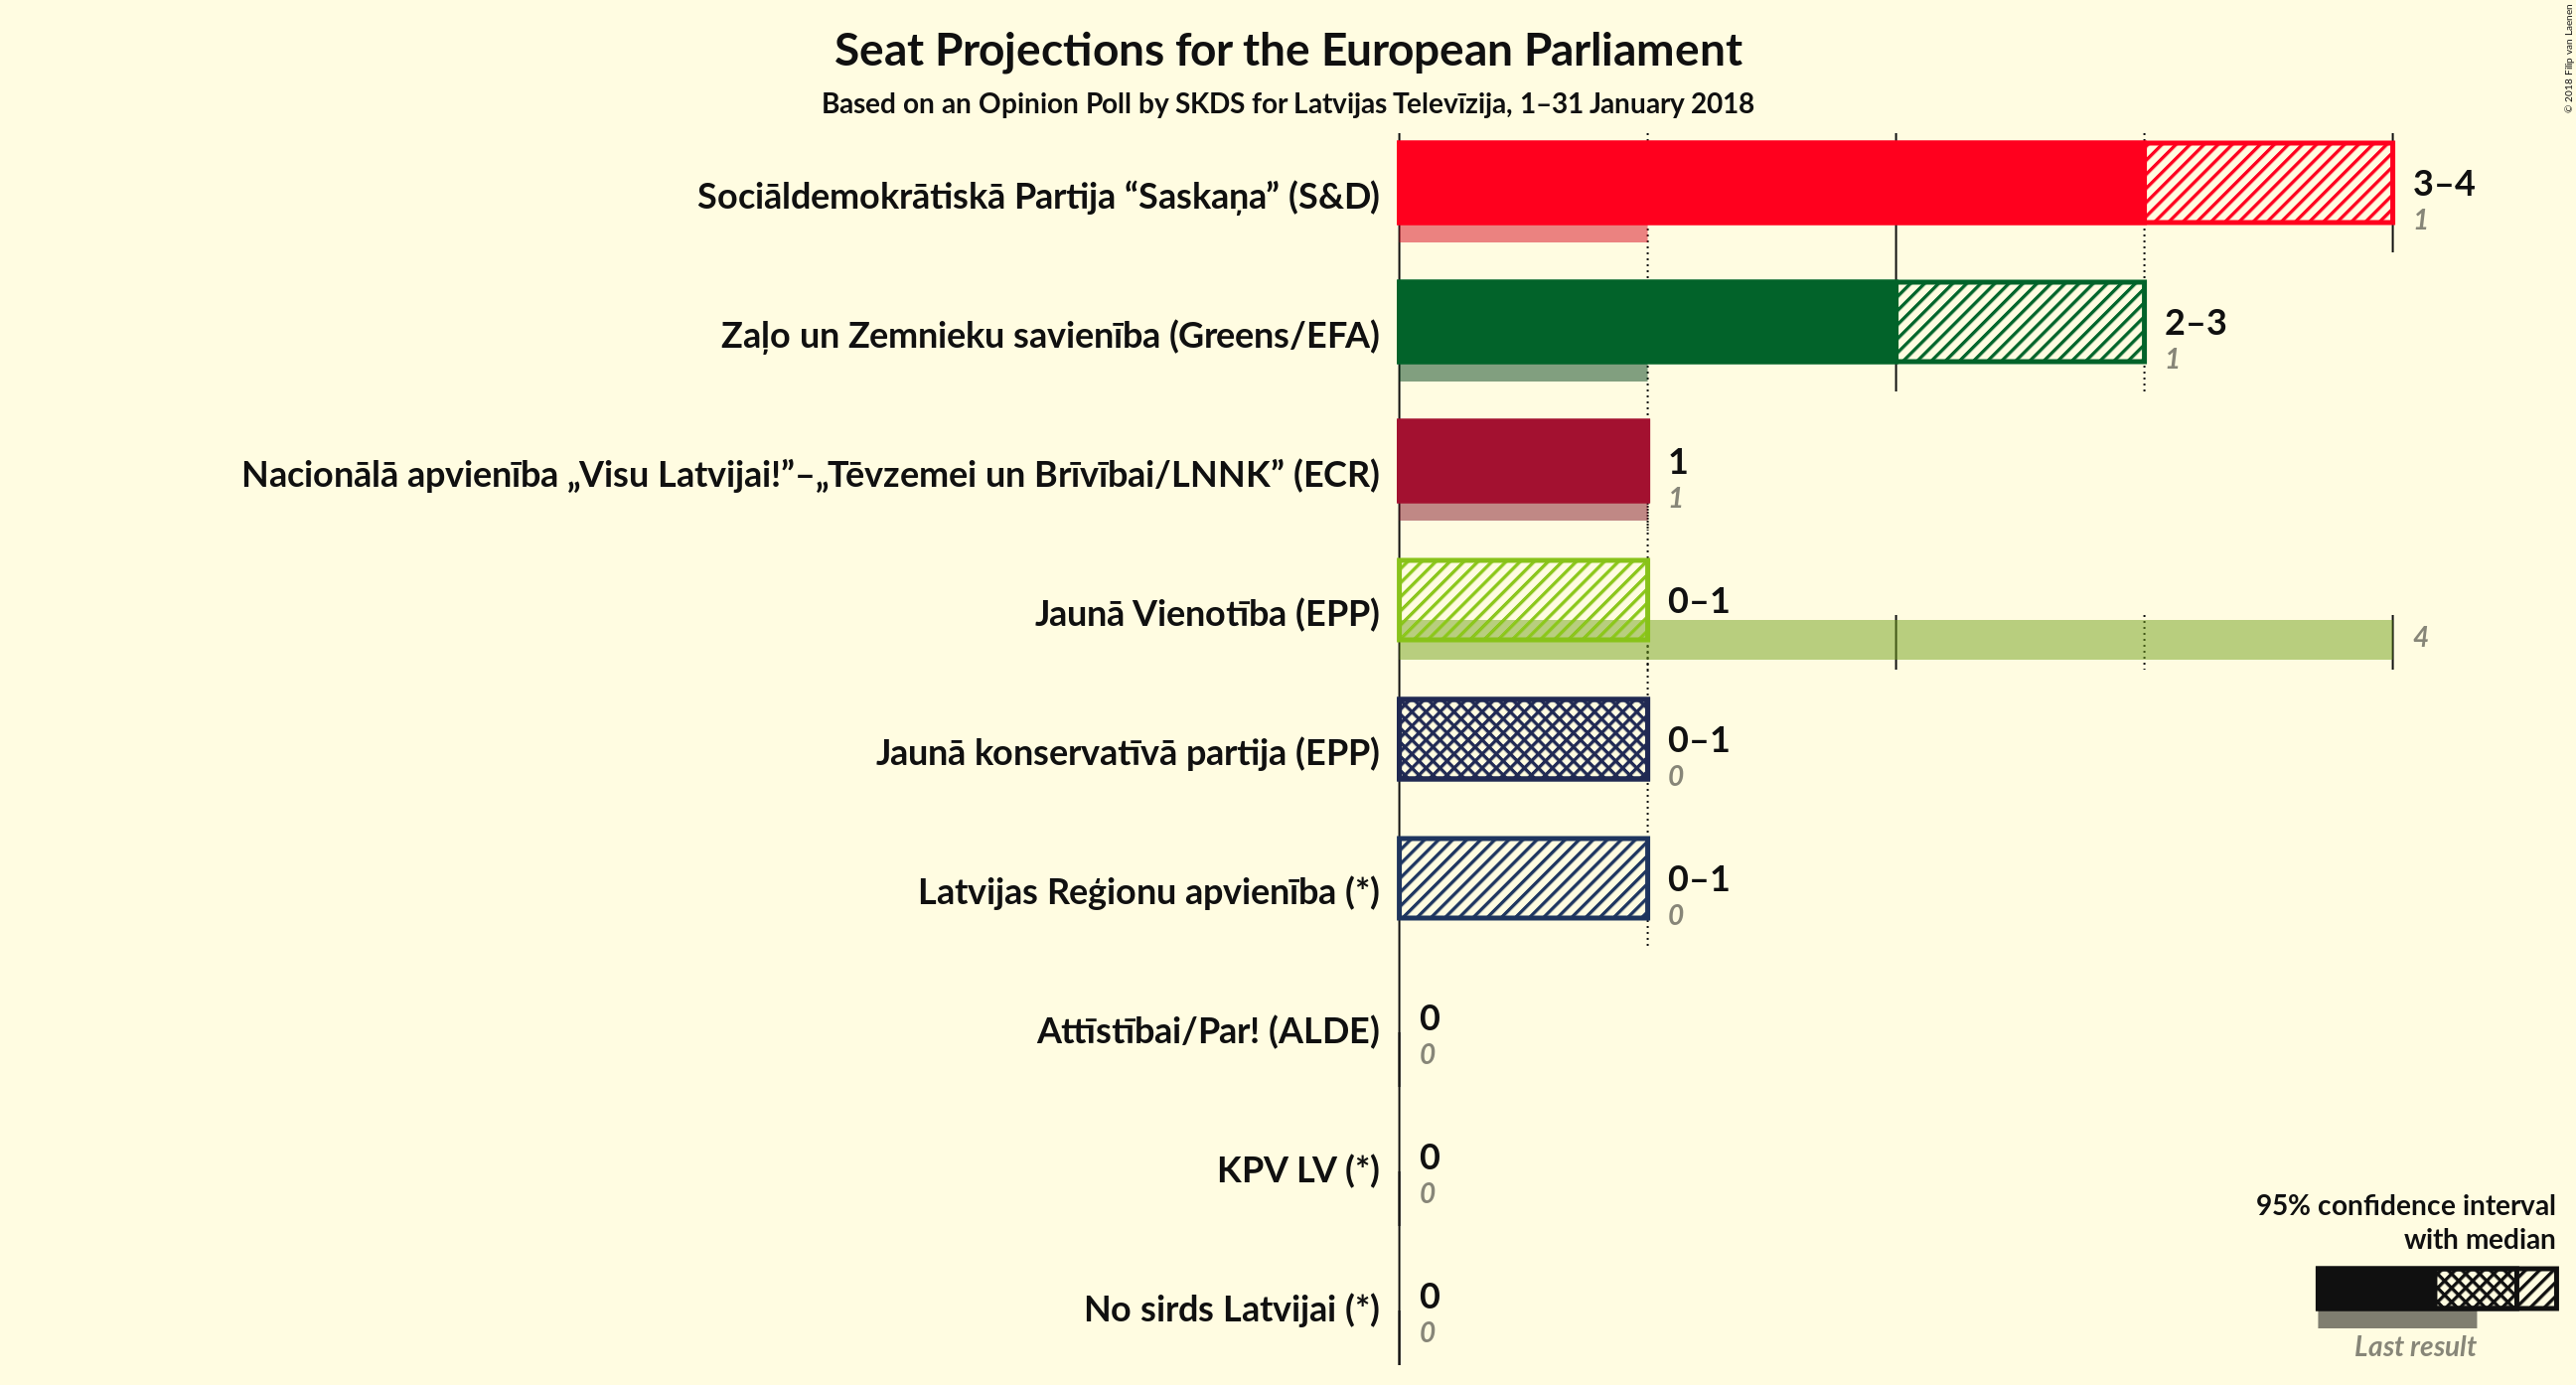 Seat Projections for the European Parliament
Based on an Opinion Poll by SKDS for Latvijas Televīzija, 1–31 January 2018
© 2018 Filip van Laenen
Sociāldemokrātiskā Partija “Saskaņa” (S&D)
3–4
1
Zaļo un Zemnieku savienība (Greens/EFA)
2–3
1
Nacionālā apvienība „Visu Latvijai!”–„Tēvzemei un Brīvībai/LNNK” (ECR)
1
1
Jaunā Vienotība (EPP)
0–1
4
Jaunā konservatīvā partija (EPP)
0–1
0
Latvijas Reģionu apvienība (*)
0–1
0
Attīstībai/Par! (ALDE)
0
0
KPV LV (*)
0
0
No sirds Latvijai (*)
0
0
95% confidence interval
with median
Last result